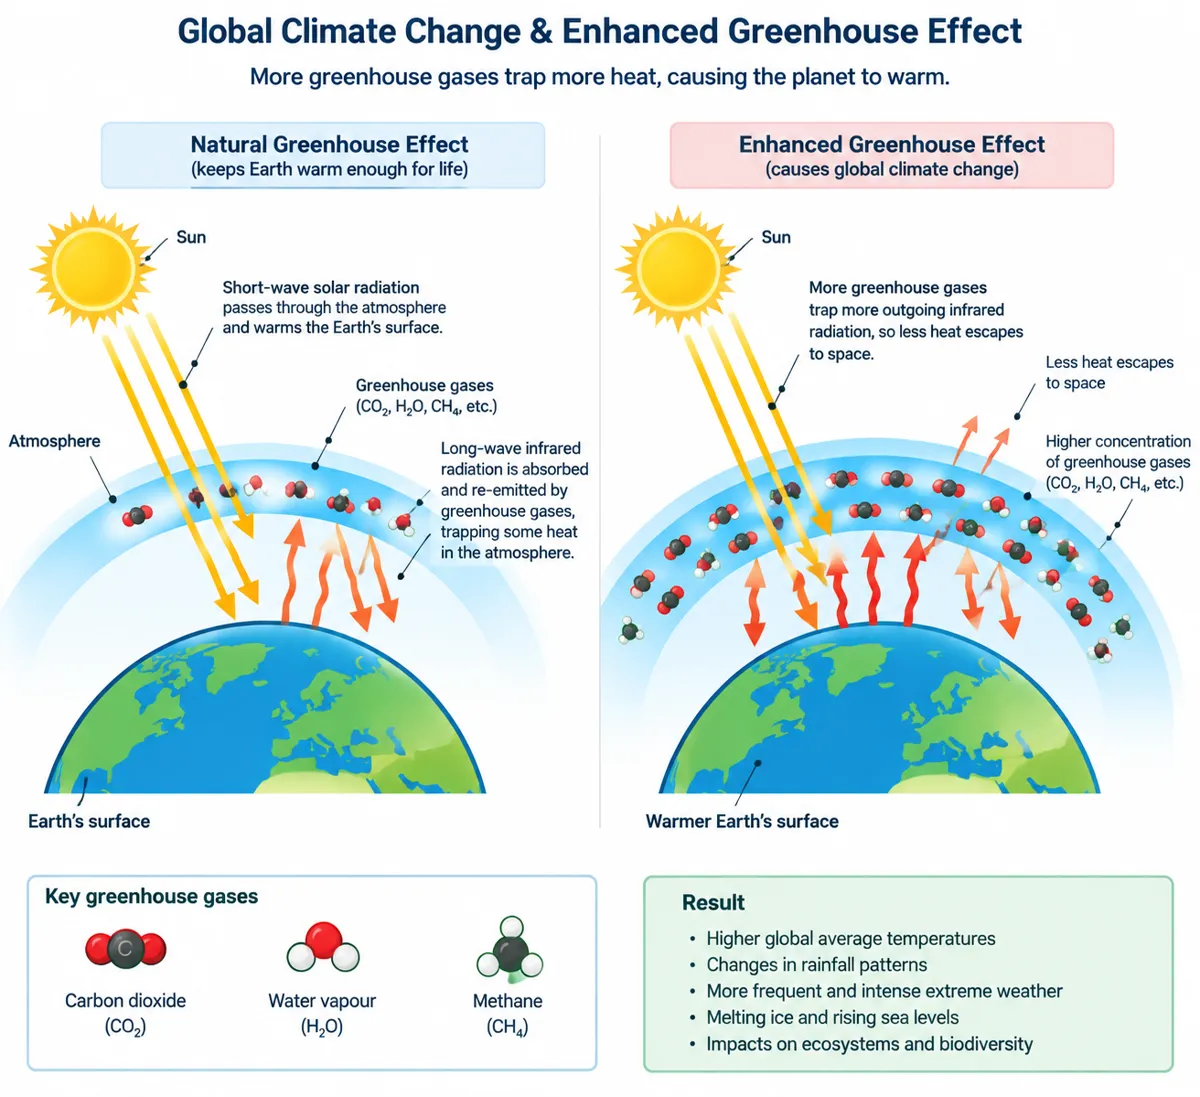 Global Climate Change & Enhanced Greenhouse Effect
More greenhouse gases trap more heat, causing the planet to warm.
Natural Greenhouse Effect
(keeps Earth warm enough for life)
Sun
Short-wave solar radiation
passes through the atmosphere
and warms the Earth's surface.
Greenhouse gases
(CO₂, H₂O, CH₄, etc.)
Atmosphere
Long-wave infrared
radiation is absorbed
and re-emitted by
greenhouse gases,
trapping some heat
in the atmosphere.
Earth's surface
Enhanced Greenhouse Effect
(causes global climate change)
Sun
More greenhouse gases
trap more outgoing infrared
radiation, so less heat escapes
to space.
Less heat escapes
to space
Higher concentration
of greenhouse gases
(CO₂, H₂O, CH₄, etc.)
Warmer Earth's surface
Key greenhouse gases
C
Carbon dioxide
(CO₂)
Water vapour
(H₂O)
Methane
(CH₄)
Result
• Higher global average temperatures
• Changes in rainfall patterns
• More frequent and intense extreme weather
• Melting ice and rising sea levels
• Impacts on ecosystems and biodiversity